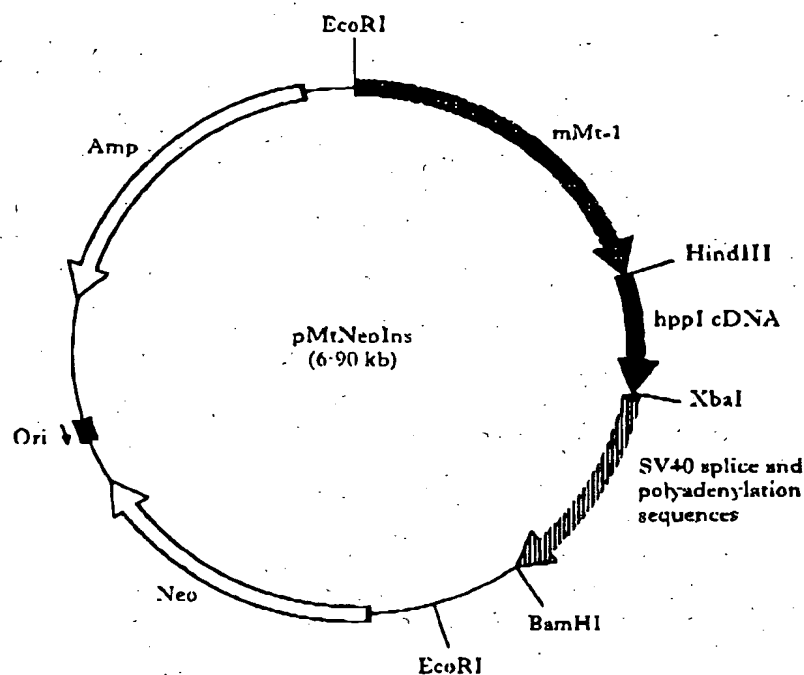 EcoRI
mMt-1
Amp
HindIII
hppI cDNA
pMtNeoIns
(6·90 kb)
XbaI
Ori
SV40 splice and
polyadenylation
sequences
Neo
BamHI
EcoRI